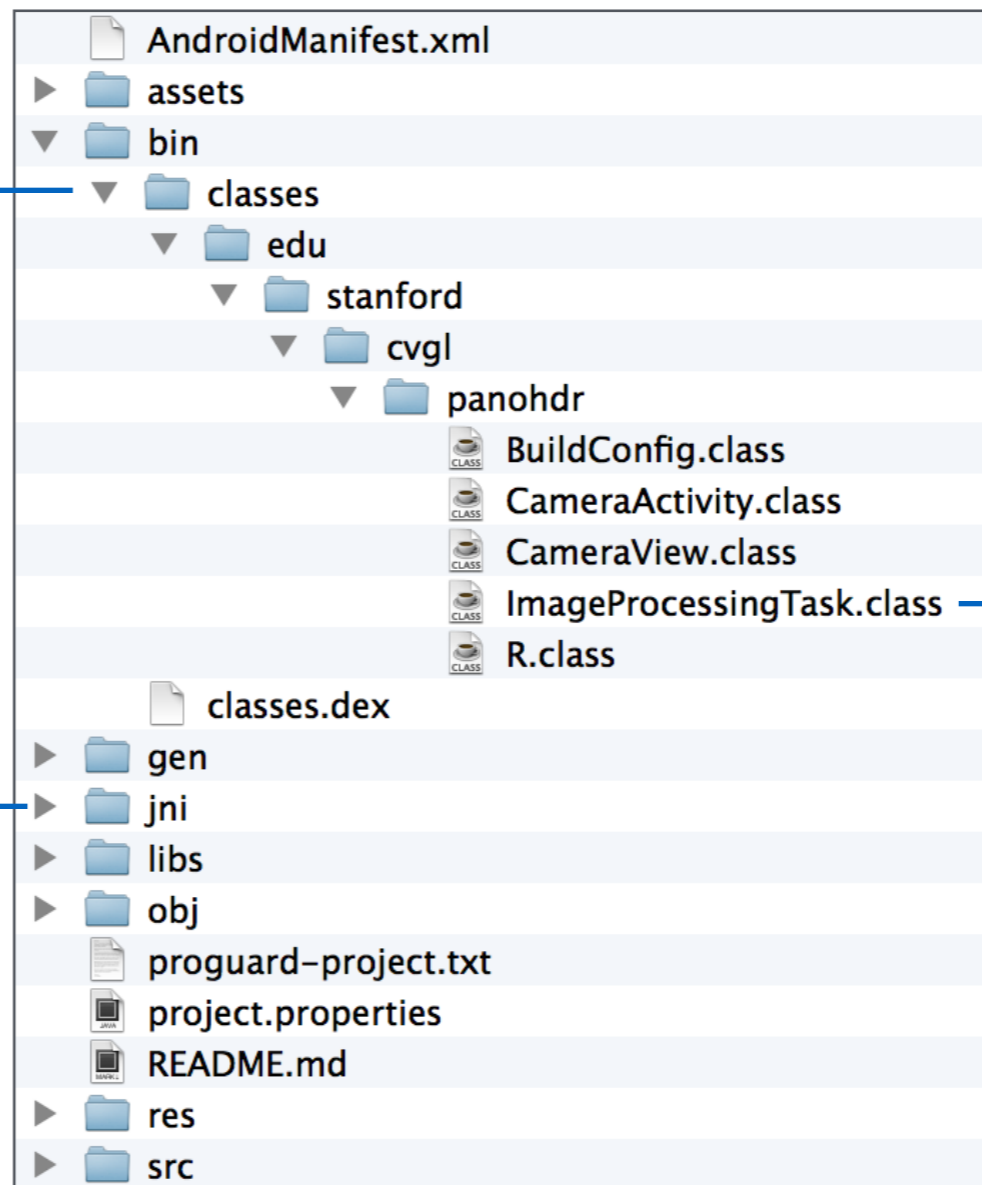 AndroidManifest.xml
assets
bin
classes
edu
stanford
cvgl
panohdr
BuildConfig.class
CameraActivity.class
CameraView.class
ImageProcessingTask.class
R.class
classes.dex
gen
jni
libs
obj
proguard-project.txt
project.properties
README.md
res
src